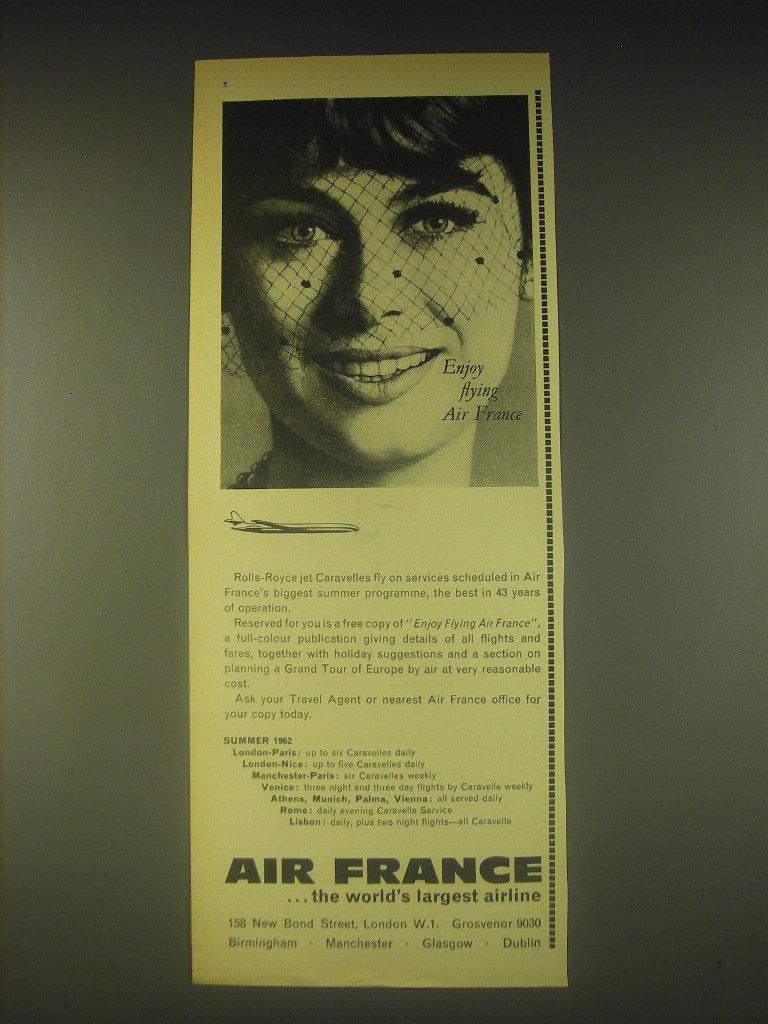 x
Enjoy
flying
Air France
Rolls-Royce jet Caravelles fly on services scheduled in Air
France's biggest summer programme, the best in 43 years
of operation.
Reserved for you is a free copy of "Enjoy Flying Air France",
a full-colour publication giving details of all flights and
fares, together with holiday suggestions and a section on
planning a Grand Tour of Europe by air at very reasonable
cost.
Ask your Travel Agent or nearest Air France office for
your copy today.
SUMMER 1962
London-Paris: up to six Caravelles daily
London-Nice: up to five Caravelles daily
Manchester-Paris: six Caravelles weekly
Venice: three night and three day flights by Caravelle weekly
Athens, Munich, Palma, Vienna: all served daily
Rome: daily evening Caravelle Service
Lisbon: daily, plus two night flights—all Caravelle
AIR FRANCE
...the world's largest airline
158 New Bond Street, London W.1. Grosvenor 9030
Birmingham · Manchester · Glasgow · Dublin